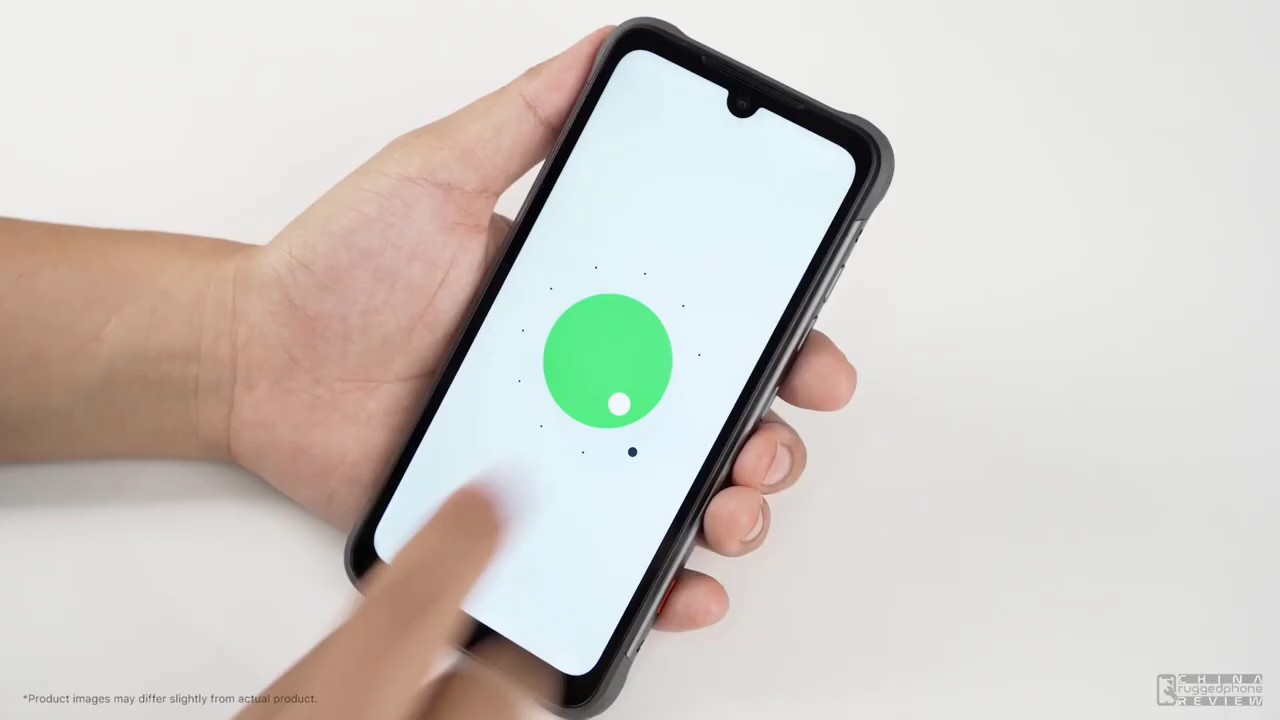 *Product images may differ slightly from actual product.
CHINA
ruggedphone
REVIEW